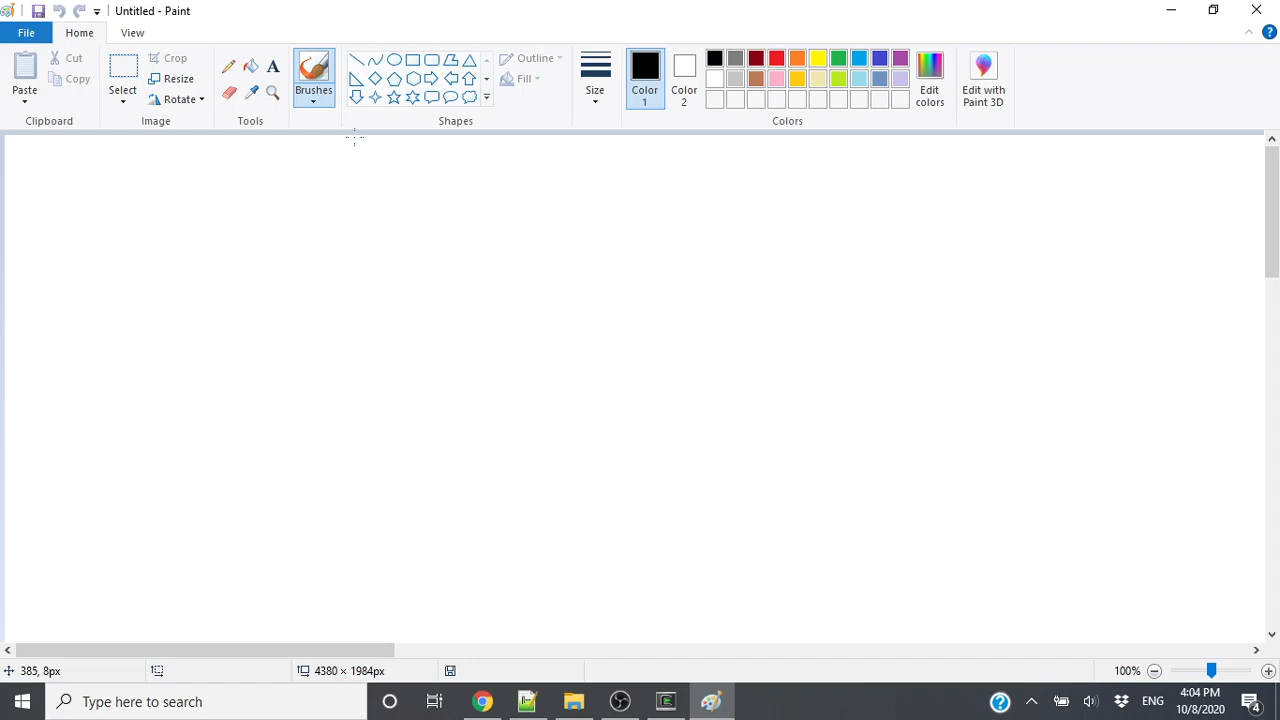 Untitled - Paint
File Home View
Paste
Cut
Copy
Clipboard
Select
Crop
Resize
Rotate
Image
A
Tools
Brushes
Outline
Fill
Shapes
Size
Color 1
Color 2
Edit colors
Colors
Edit with Paint 3D
385, 8px
4380 × 1984px
100%
Type here to search
ENG
4:04 PM
10/8/2020
4